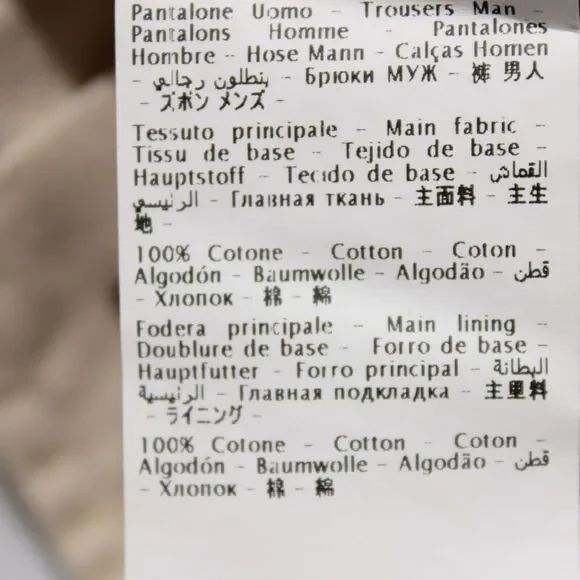 Pantalone Uomo - Trousers Man -
Pantalons Homme - Pantalones
Hombre - Hose Mann - Calças Homen
- بنطلون رجالي - Брюки МУЖ - 裤 男人
- ズボン メンズ -
Tessuto principale - Main fabric -
Tissu de base - Tejido de base -
Hauptstoff - Tecido de base - القماش
الرئيسي - Главная ткань - 主面料 - 主生
地 -
100% Cotone - Cotton - Coton -
Algodón - Baumwolle - Algodão - قطن
- Хлопок - 棉 - 綿
Fodera principale - Main lining -
Doublure de base - Forro de base -
Hauptfutter - Forro principal - البطانة
الرئيسية - Главная подкладка - 主里料
- ライニング -
100% Cotone - Cotton - Coton -
Algodón - Baumwolle - Algodão - قطن
- Хлопок - 棉 - 綿